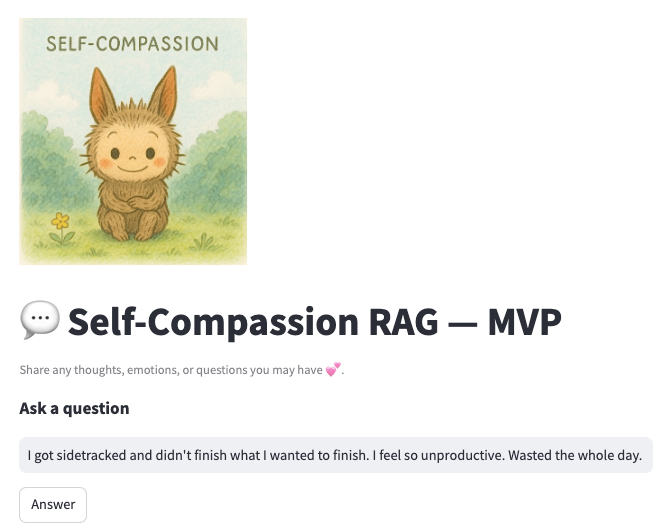 SELF-COMPASSION
💬 Self-Compassion RAG — MVP
Share any thoughts, emotions, or questions you may have 💞.
Ask a question
I got sidetracked and didn't finish what I wanted to finish. I feel so unproductive. Wasted the whole day.
Answer